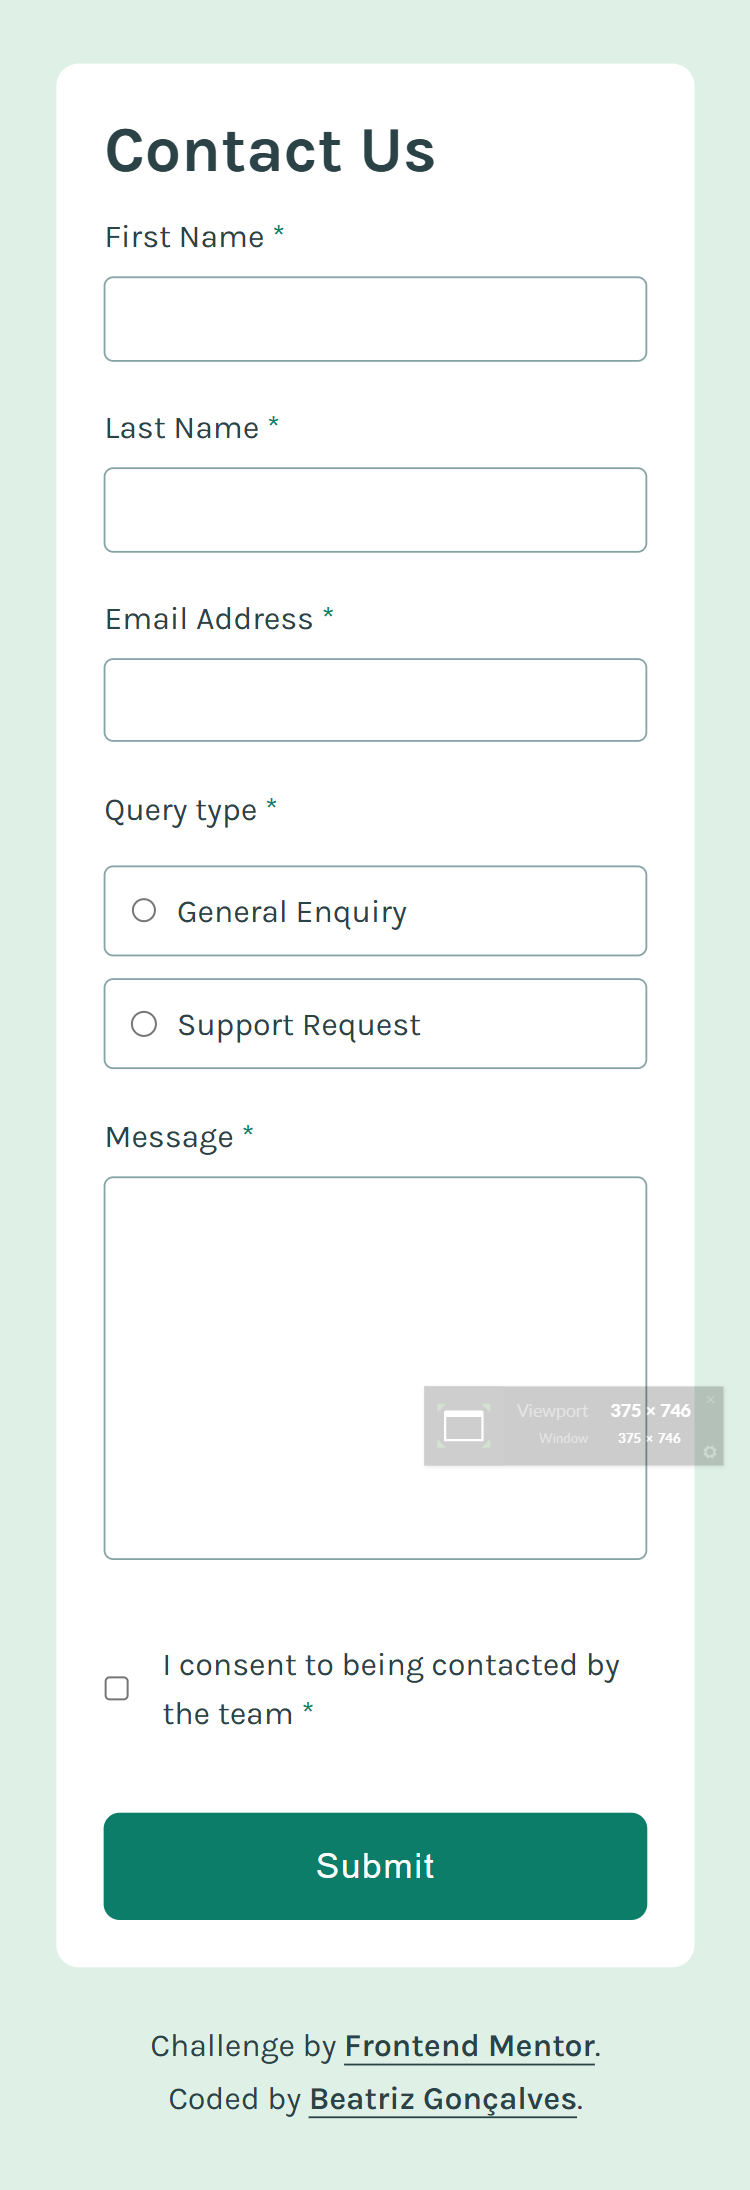 Contact Us
First Name *
Last Name *
Email Address *
Query type *
General Enquiry
Support Request
Message *
Viewport 375 × 746
Window 375 × 746
I consent to being contacted by
the team *
Submit
Challenge by Frontend Mentor.
Coded by Beatriz Gonçalves.